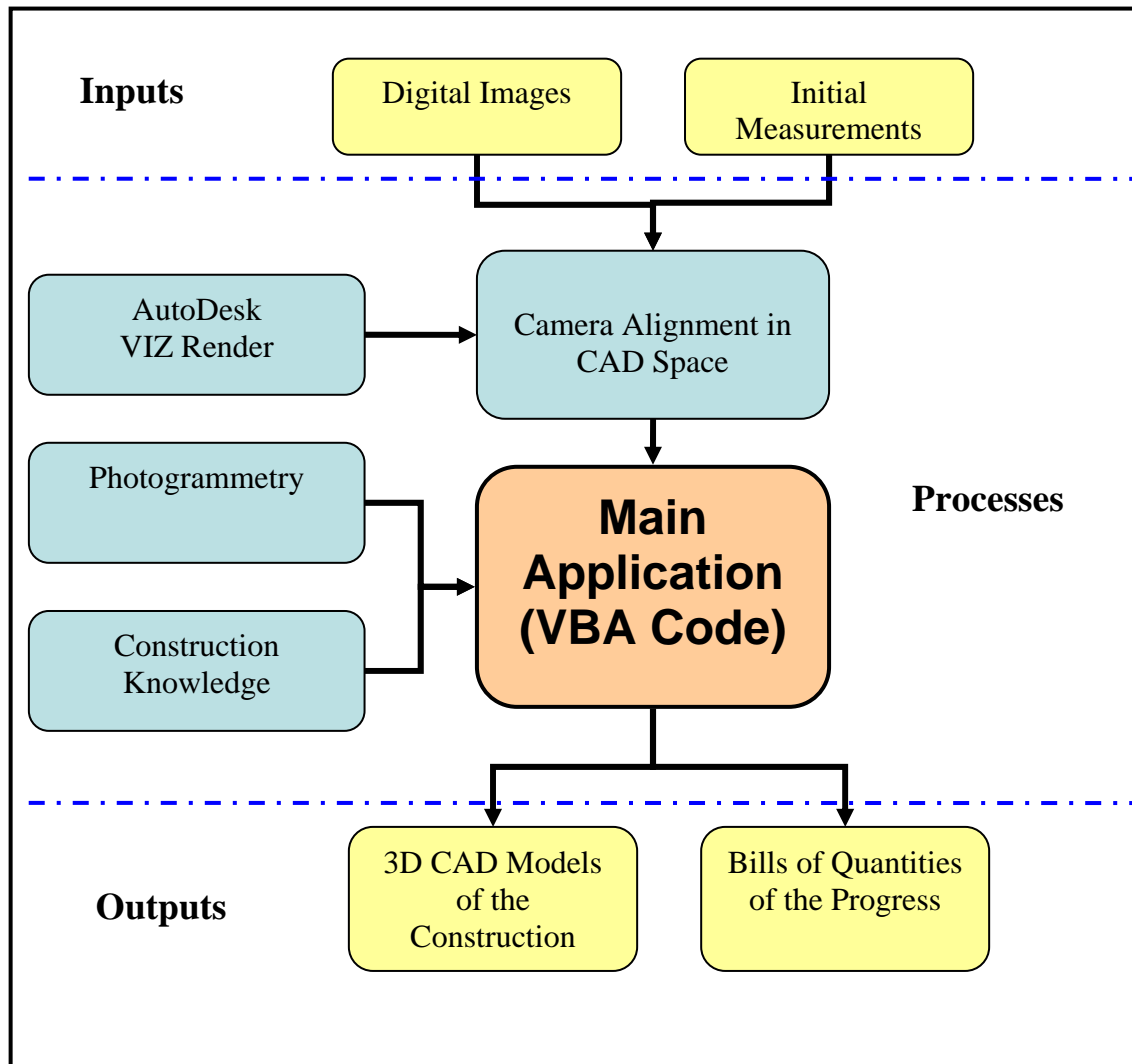 Inputs
Digital Images
Initial
Measurements
AutoDesk
VIZ Render
Camera Alignment in
CAD Space
Photogrammetry
Main
Application
(VBA Code)
Processes
Construction
Knowledge
3D CAD Models
of the
Construction
Bills of Quantities
of the Progress
Outputs